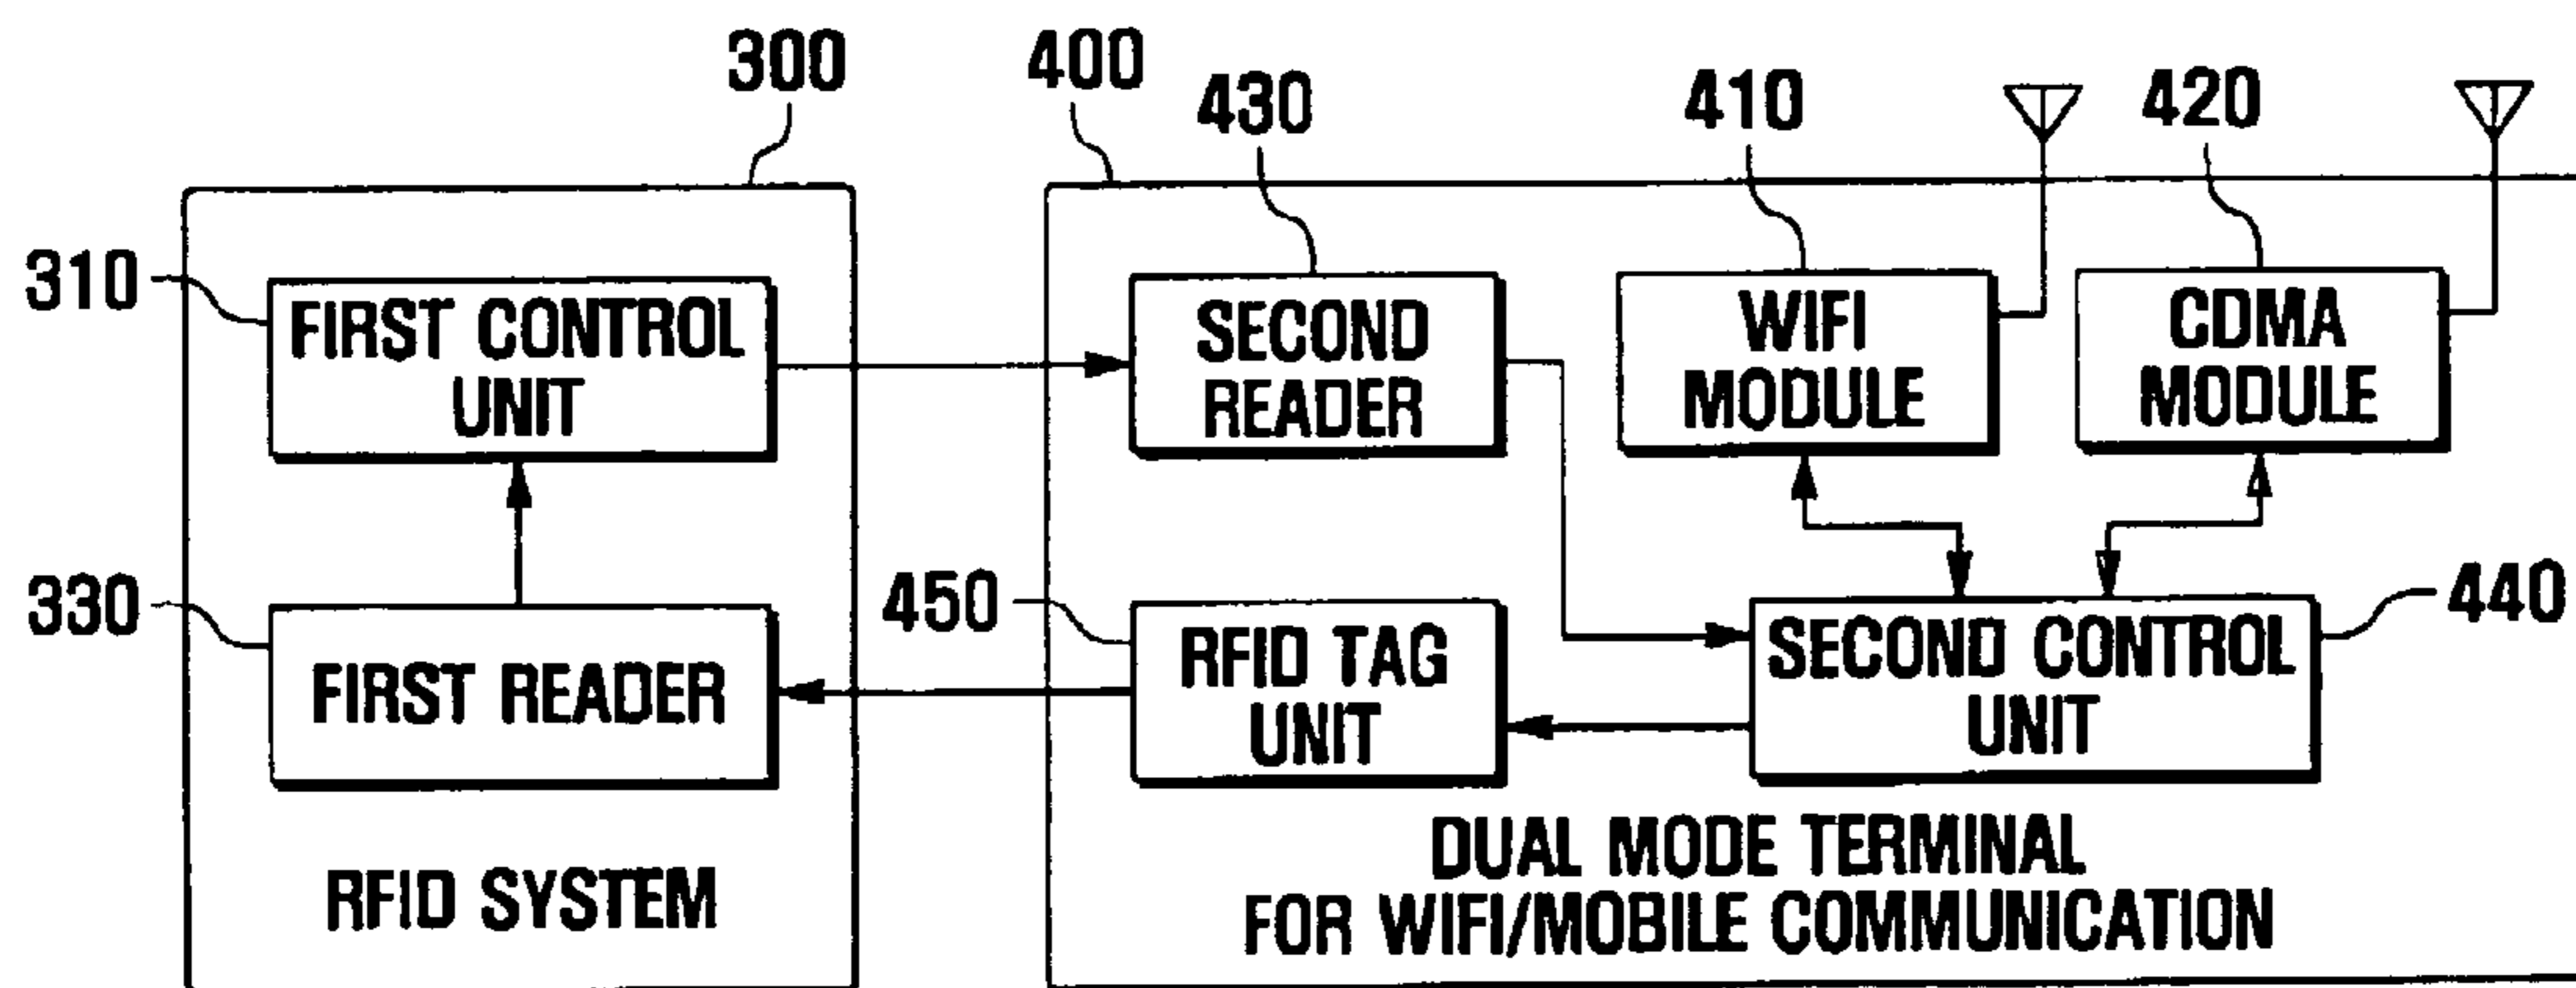 300
400
430
410
420
310
FIRST CONTROL
UNIT
SECOND
READER
WIFI
MODULE
CDMA
MODULE
330
FIRST READER
450
RFID TAG
UNIT
SECOND CONTROL
UNIT
440
RFID SYSTEM
DUAL MODE TERMINAL
FOR WIFI/MOBILE COMMUNICATION